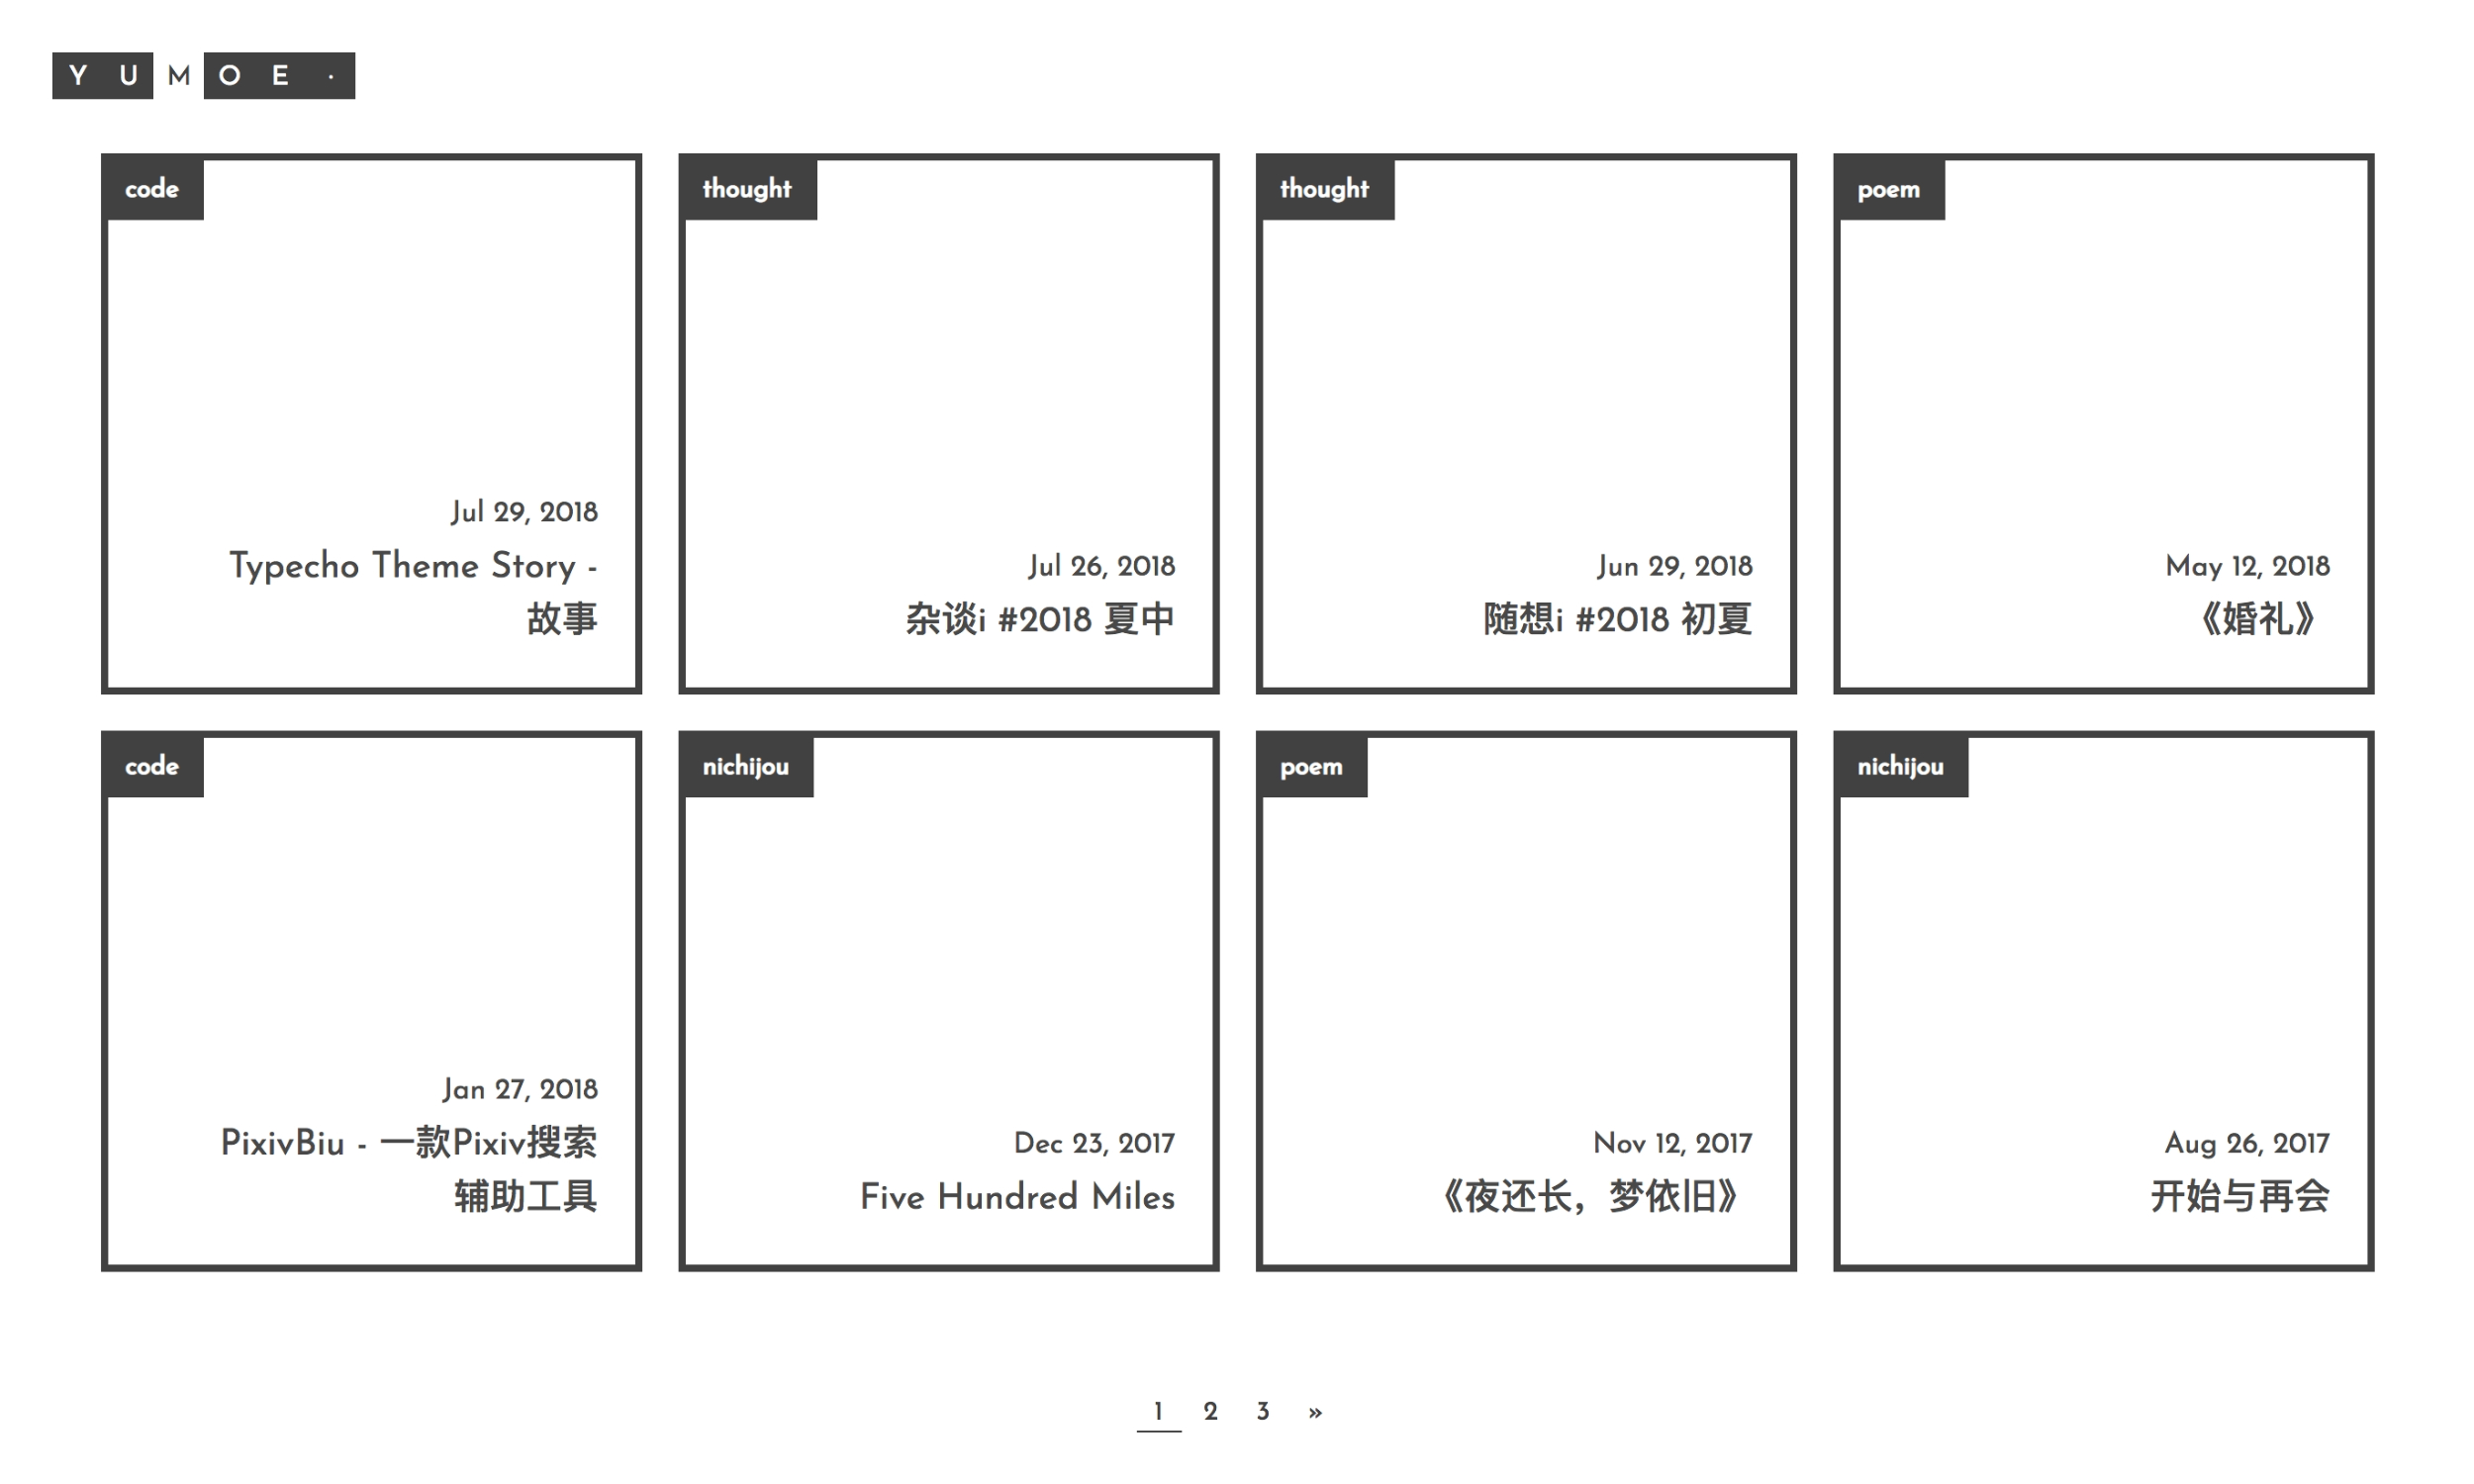 Y U M O E ·
code
Jul 29, 2018
Typecho Theme Story -
故事
thought
Jul 26, 2018
杂谈i #2018 夏中
thought
Jun 29, 2018
随想i #2018 初夏
poem
May 12, 2018
《婚礼》
code
Jan 27, 2018
PixivBiu - 一款Pixiv搜索
辅助工具
nichijou
Dec 23, 2017
Five Hundred Miles
poem
Nov 12, 2017
《夜还长，梦依旧》
nichijou
Aug 26, 2017
开始与再会
1 2 3 »